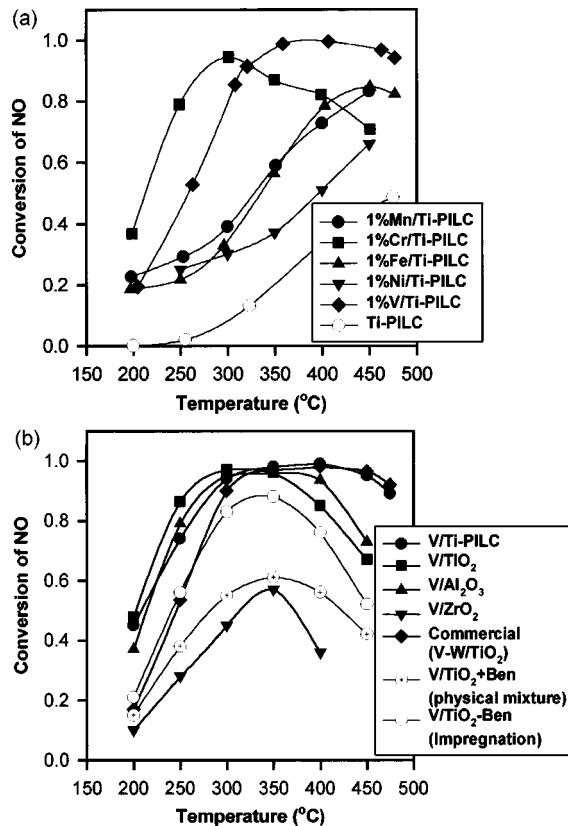 (a)
1.0
0.8
0.6
0.4
0.2
0.0
Conversion of NO
1%Mn/Ti-PILC
1%Cr/Ti-PILC
1%Fe/Ti-PILC
1%Ni/Ti-PILC
1%V/Ti-PILC
Ti-PILC
150 200 250 300 350 400 450 500
Temperature (°C)
(b)
1.0
0.8
0.6
0.4
0.2
0.0
Conversion of NO
V/Ti-PILC
V/TiO₂
V/Al₂O₃
V/ZrO₂
Commercial
(V-W/TiO₂)
V/TiO₂+Ben
(physical mixture)
V/TiO₂-Ben
(Impregnation)
150 200 250 300 350 400 450 500
Temperature (°C)